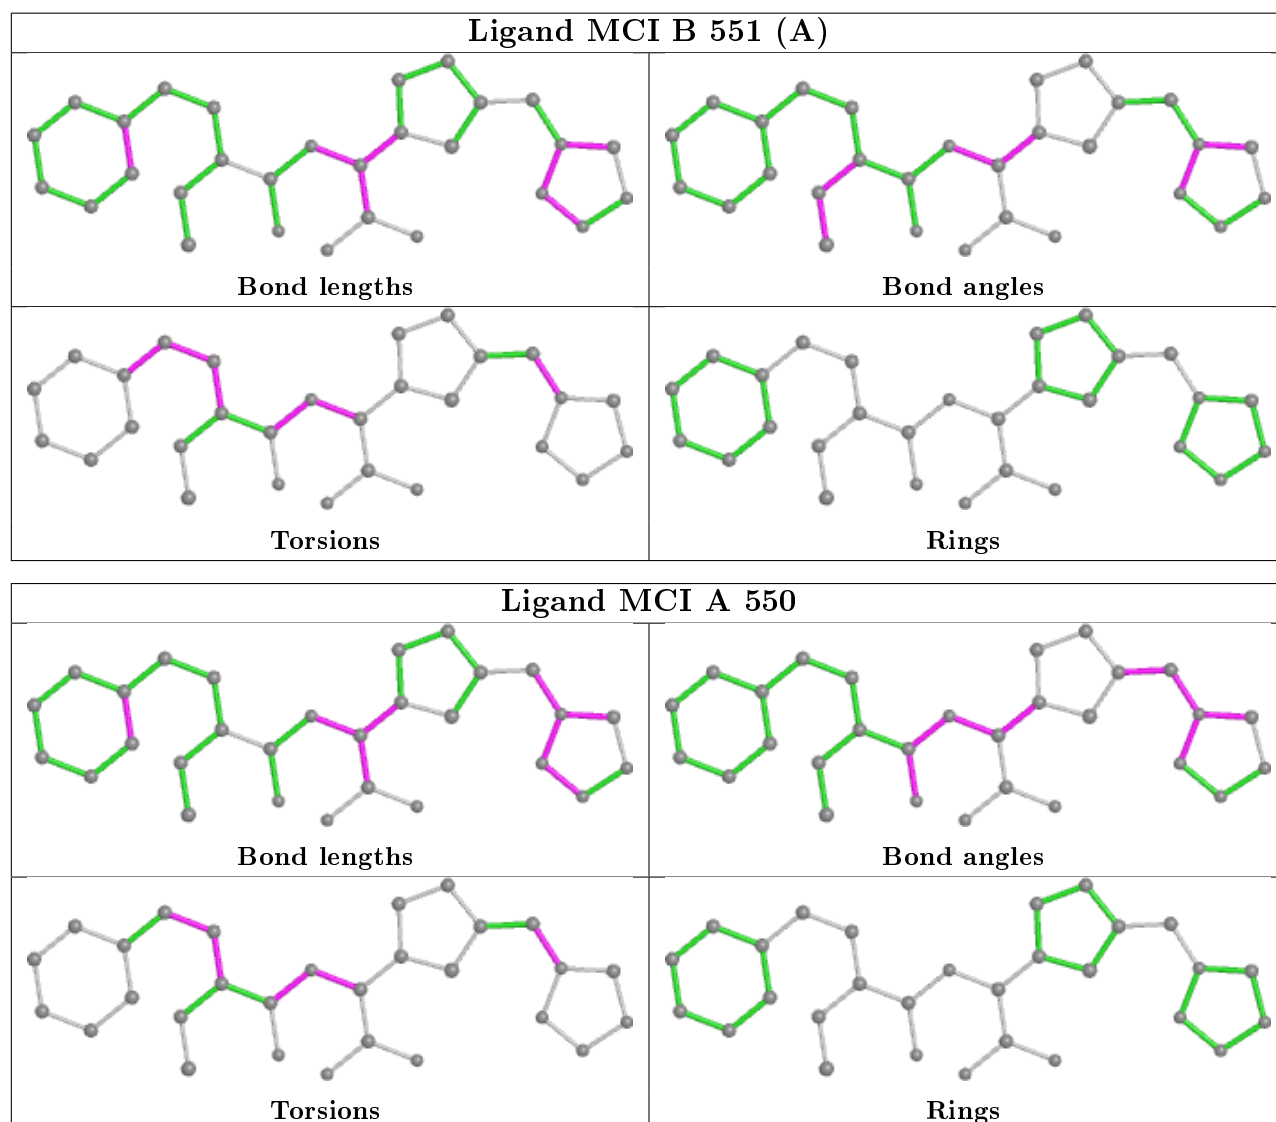 Ligand MCI B 551 (A)
Bond lengths
Bond angles
Torsions
Rings
Ligand MCI A 550
Bond lengths
Bond angles
Torsions
Rings